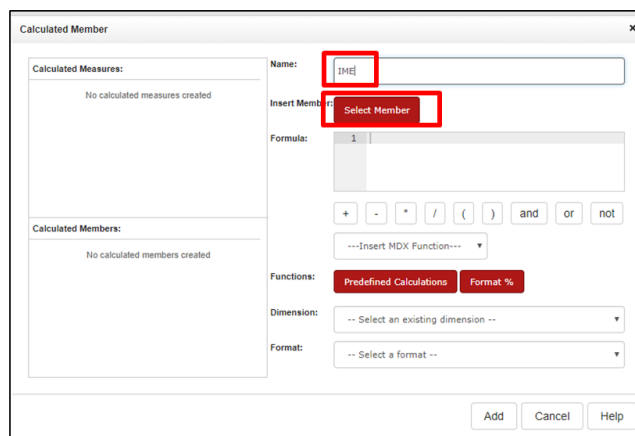 Calculated Member
×
Calculated Measures:
No calculated measures created
Calculated Members:
No calculated members created
Name:
IME
Insert Member:
Select Member
Formula:
1
+ - * / ( ) and or not
---Insert MDX Function---
Functions:
Predefined Calculations Format %
Dimension:
-- Select an existing dimension --
Format:
-- Select a format --
Add Cancel Help